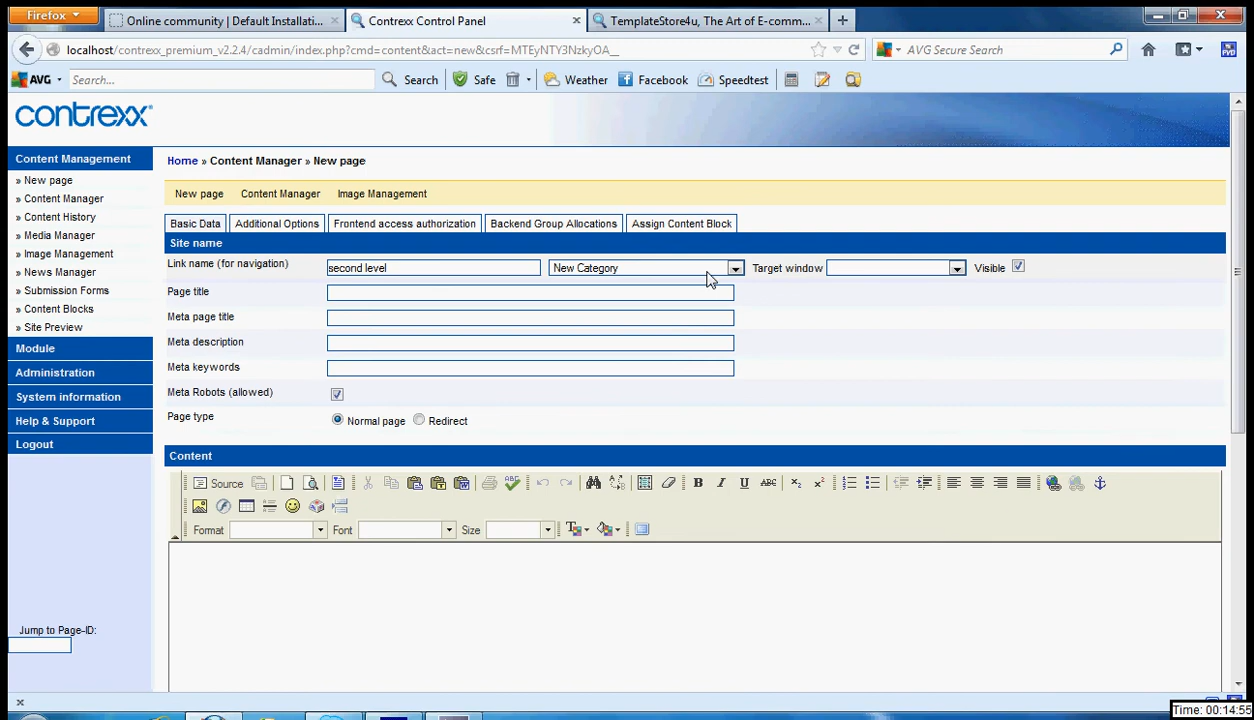 Firefox
Online community | Default Installati...
Contrexx Control Panel
TemplateStore4u, The Art of E-comm...
localhost/contrexx_premium_v2.2.4/cadmin/index.php?cmd=content&act=new&csrf=MTEyNTY3NzkyOA__
AVG Secure Search
AVG
Search...
Search
Safe
Weather
Facebook
Speedtest
contrexx
Content Management
Home » Content Manager » New page
» New page
» Content Manager
» Content History
» Media Manager
» Image Management
» News Manager
» Submission Forms
» Content Blocks
» Site Preview
Module
Administration
System information
Help & Support
Logout
Jump to Page-ID:
New page Content Manager Image Management
Basic Data Additional Options Frontend access authorization Backend Group Allocations Assign Content Block
Site name
Link name (for navigation) second level New Category Target window Visible
Page title
Meta page title
Meta description
Meta keywords
Meta Robots (allowed)
Page type Normal page Redirect
Content
Source B I U ABC
Format Font Size
Time: 00:14:55